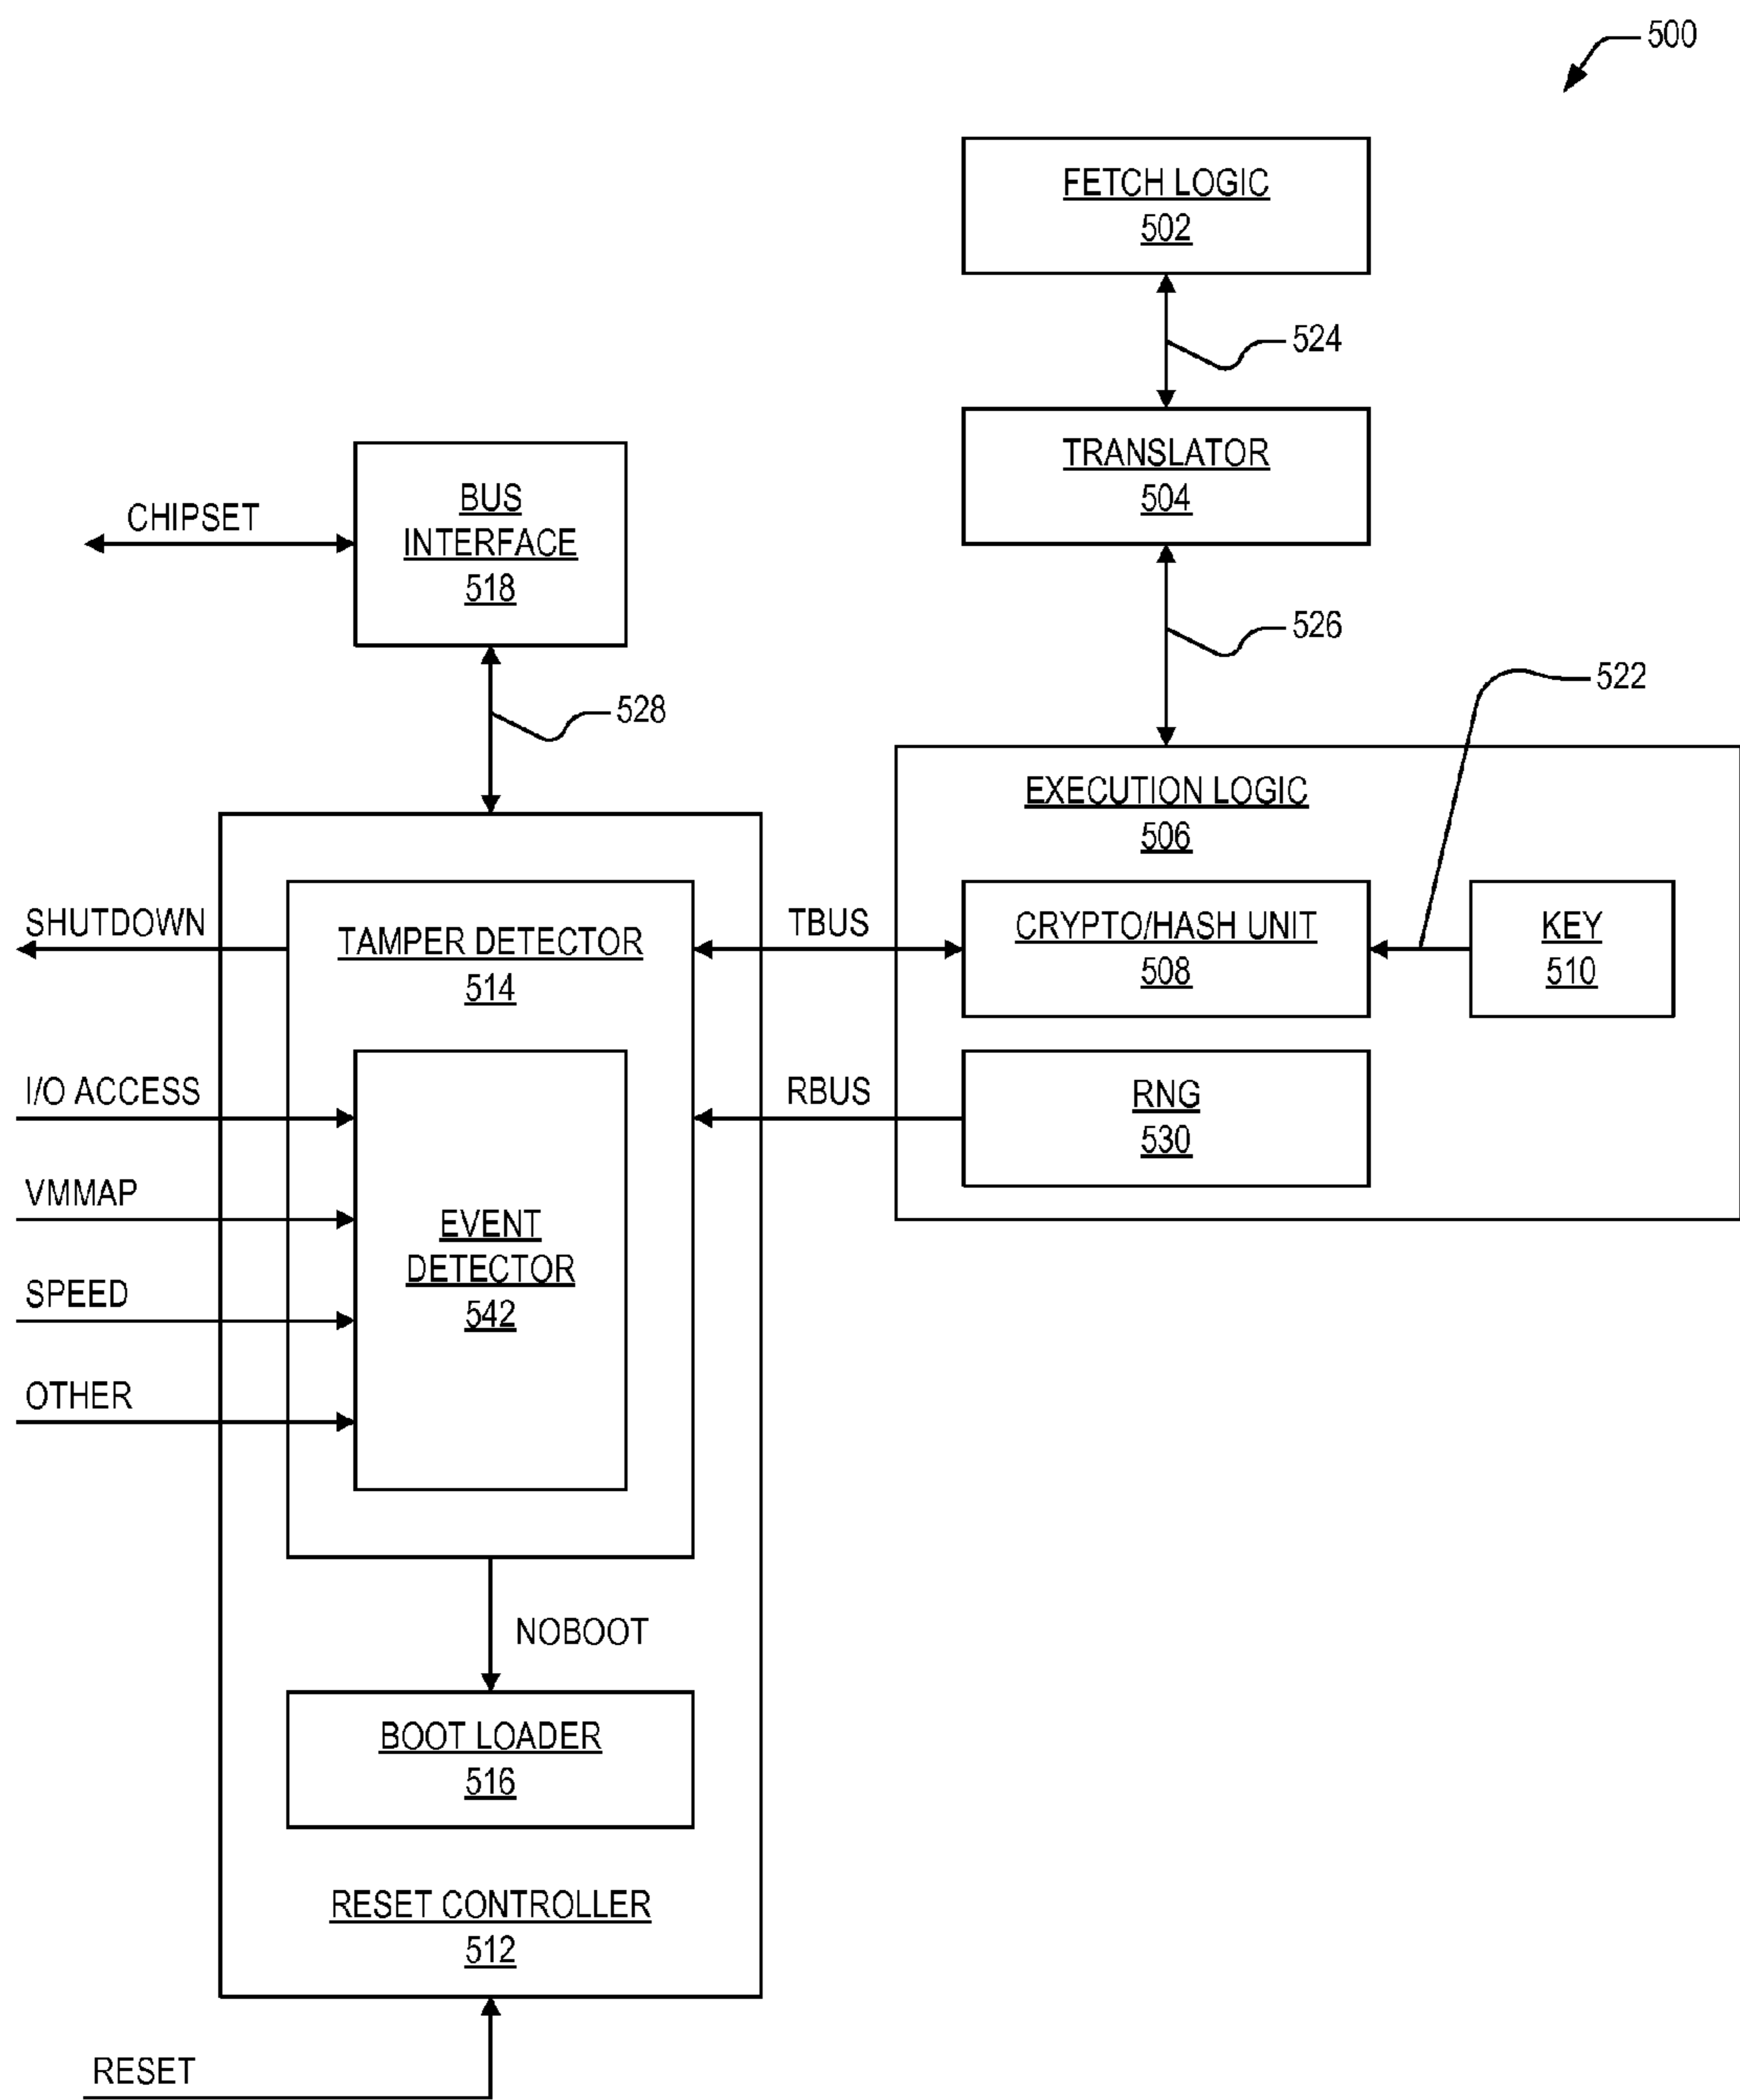 500
FETCH LOGIC
502
524
TRANSLATOR
504
BUS
INTERFACE
518
CHIPSET
526
522
528
EXECUTION LOGIC
506
SHUTDOWN
TAMPER DETECTOR
514
TBUS
CRYPTO/HASH UNIT
508
KEY
510
I/O ACCESS
RBUS
RNG
530
VMMAP
EVENT
DETECTOR
542
SPEED
OTHER
NOBOOT
BOOT LOADER
516
RESET CONTROLLER
512
RESET